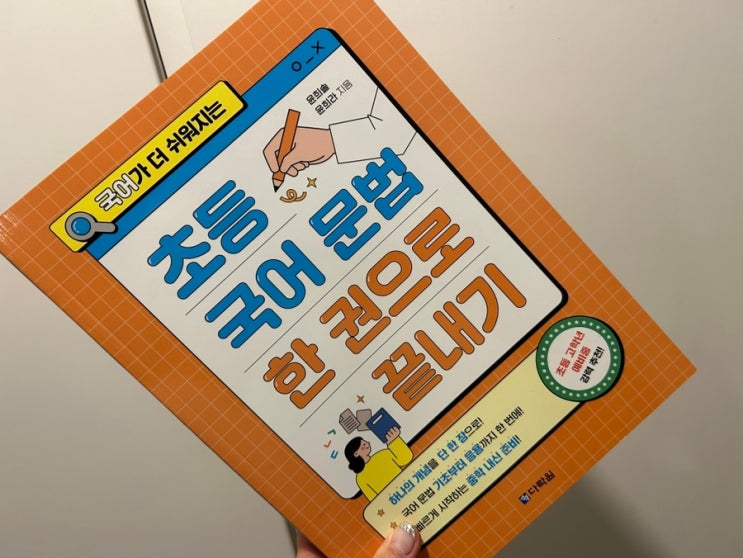 국어가 더 쉬워지는
윤희솔
윤희라 지음
초등
국어 문법
한 권으로
끝내기
초등 고학년
예비중
강력 추천!
하나의 개념을 단 한 장으로!
국어 문법 기초부터 응용까지 한 번에!
빠르게 시작하는 중학 내신 준비!
다락원